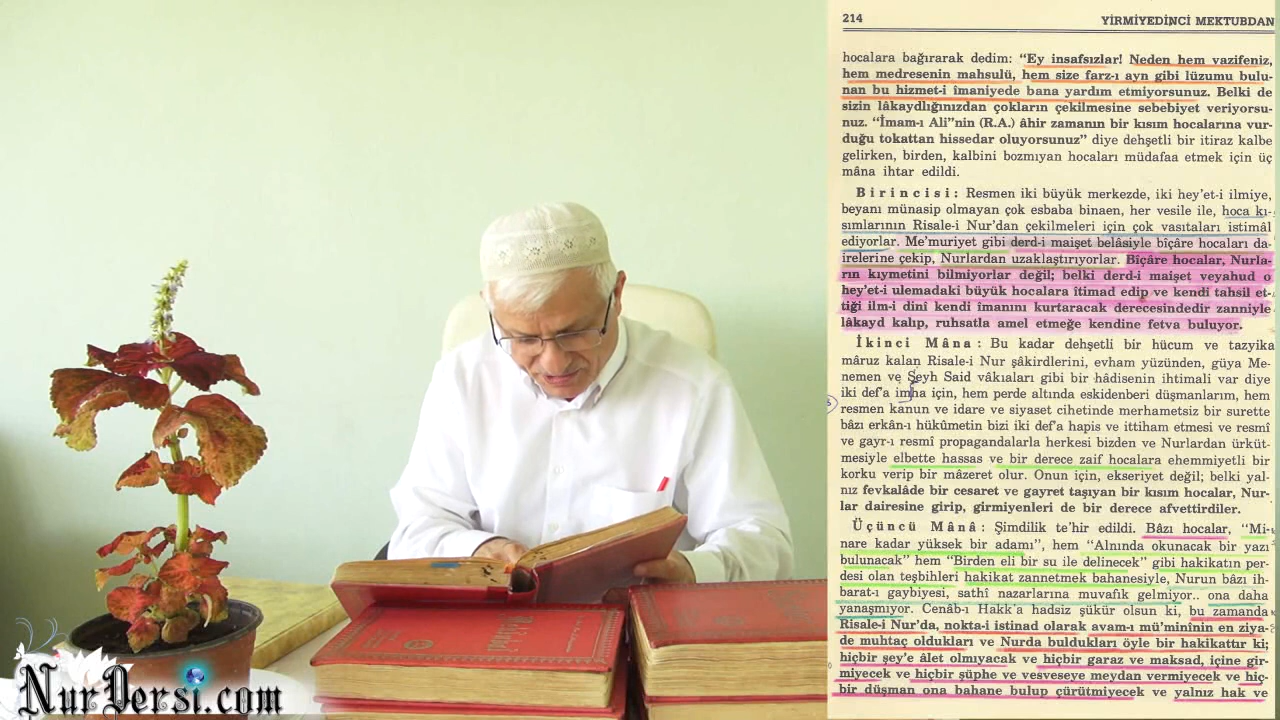 214 YİRMİYEDİNCİ MEKTUBDAN
hocalara bağırarak dedim: “Ey insafsızlar! Neden hem vazifeniz,
hem medresenin mahsulü, hem size farz-ı ayn gibi lüzumu bulu-
nan bu hizmet-i îmaniyede bana yardım etmiyorsunuz. Belki de
sizin lâkaydlığınızdan çokların çekilmesine sebebiyet veriyorsu-
nuz. “İmam-ı Ali”nin (R.A.) âhir zamanın bir kısım hocalarına vur-
duğu tokattan hissedar oluyorsunuz” diye dehşetli bir itiraz kalbe
gelirken, birden, kalbini bozmıyan hocaları müdafaa etmek için üç
mâna ihtar edildi.
Birincisi: Resmen iki büyük merkezde, iki hey'et-i ilmiye,
beyanı münasip olmayan çok esbaba binaen, her vesile ile, hoca kı-
sımlarının Risale-i Nur'dan çekilmeleri için çok vasıtaları istimâl
ediyorlar. Me'muriyet gibi derd-i maişet belâsiyle bîçâre hocaları da-
irelerine çekip, Nurlardan uzaklaştırıyorlar. Bîçâre hocalar, Nurla-
rın kıymetini bilmiyorlar değil; belki derd-i maişet veyahud o
hey'et-i ulemadaki büyük hocalara îtimad edip ve kendi tahsil et-
tiği ilm-i dinî kendi îmanını kurtaracak derecesindedir zanniyle
lâkayd kalıp, ruhsatla amel etmeğe kendine fetva buluyor.
İkinci Mâna: Bu kadar dehşetli bir hücum ve tazyika
mâruz kalan Risale-i Nur şâkirdlerini, evham yüzünden, güya Me-
nemen ve Şeyh Said vâkıaları gibi bir hâdisenin ihtimali var diye
iki def'a imha için, hem perde altında eskidenberi düşmanlarım, hem
resmen kanun ve idare ve siyaset cihetinde merhametsiz bir surette
bâzı erkân-ı hükûmetin bizi iki def'a hapis ve ittiham etmesi ve resmî
ve gayr-ı resmî propagandalarla herkesi bizden ve Nurlardan ürküt-
mesiyle elbette hassas ve bir derece zaif hocalara ehemmiyetli bir
korku verip bir mâzeret olur. Onun için, ekseriyet değil; belki yal-
nız fevkalâde bir cesaret ve gayret taşıyan bir kısım hocalar, Nur-
lar dairesine girip, girmiyenleri de bir derece afvettirdiler.
Üçüncü Mânâ: Şimdilik te'hir edildi. Bâzı hocalar, “Mi-
nare kadar yüksek bir adamı”, hem “Alnında okunacak bir yazı
bulunacak” hem “Birden eli bir su ile delinecek” gibi hakikatın per-
desi olan teşbihleri hakikat zannetmek bahanesiyle, Nurun bâzı ih-
barat-ı gaybiyesi, sathî nazarlarına muvafık gelmiyor.. ona daha
yanaşmıyor. Cenâb-ı Hakk'a hadsiz şükür olsun ki, bu zamanda
Risale-i Nur'da, nokta-i istinad olarak avam-ı mü'minînin en ziya-
de muhtaç oldukları ve Nurda buldukları öyle bir hakikattır ki;
hiçbir şey'e âlet olmıyacak ve hiçbir garaz ve maksad, içine gir-
miyecek ve hiçbir şüphe ve vesveseye meydan vermiyecek ve hiç-
bir düşman ona bahane bulup çürütmiyecek ve yalnız hak ve
NurDersi.com